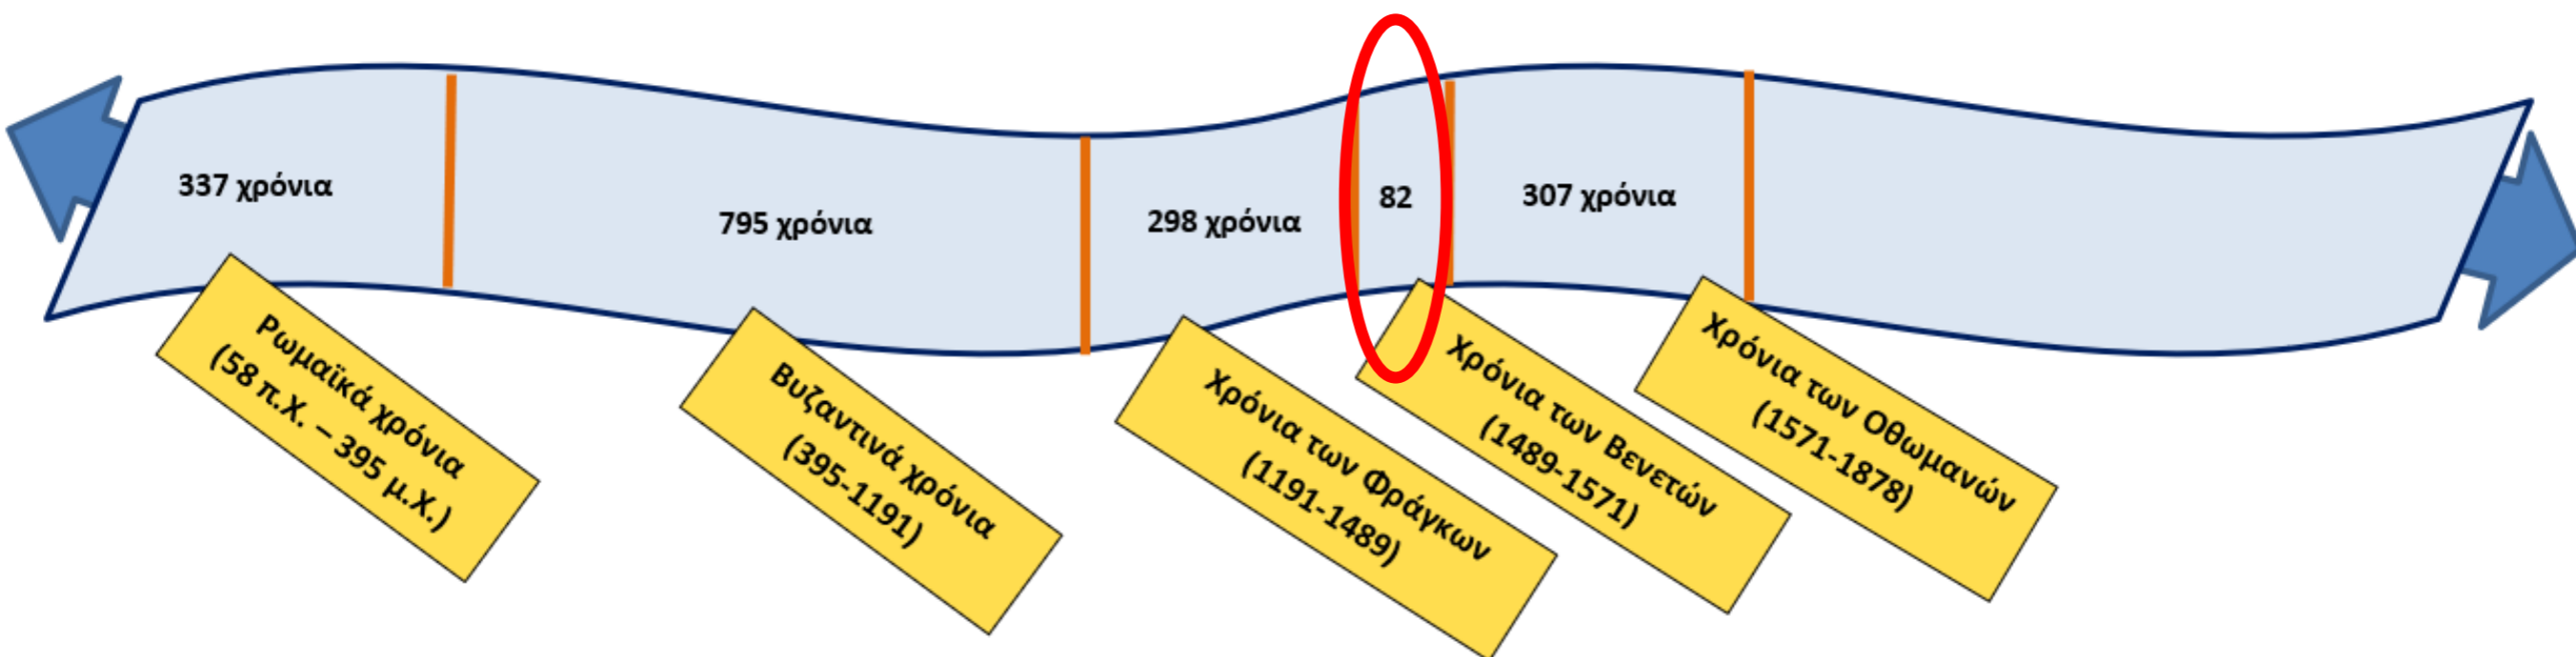 337 χρόνια
795 χρόνια
298 χρόνια
82
307 χρόνια
Ρωμαϊκά χρόνια
(58 π.Χ. – 395 μ.Χ.)
Βυζαντινά χρόνια
(395-1191)
Χρόνια των Φράγκων
(1191-1489)
Χρόνια των Βενετών
(1489-1571)
Χρόνια των Οθωμανών
(1571-1878)